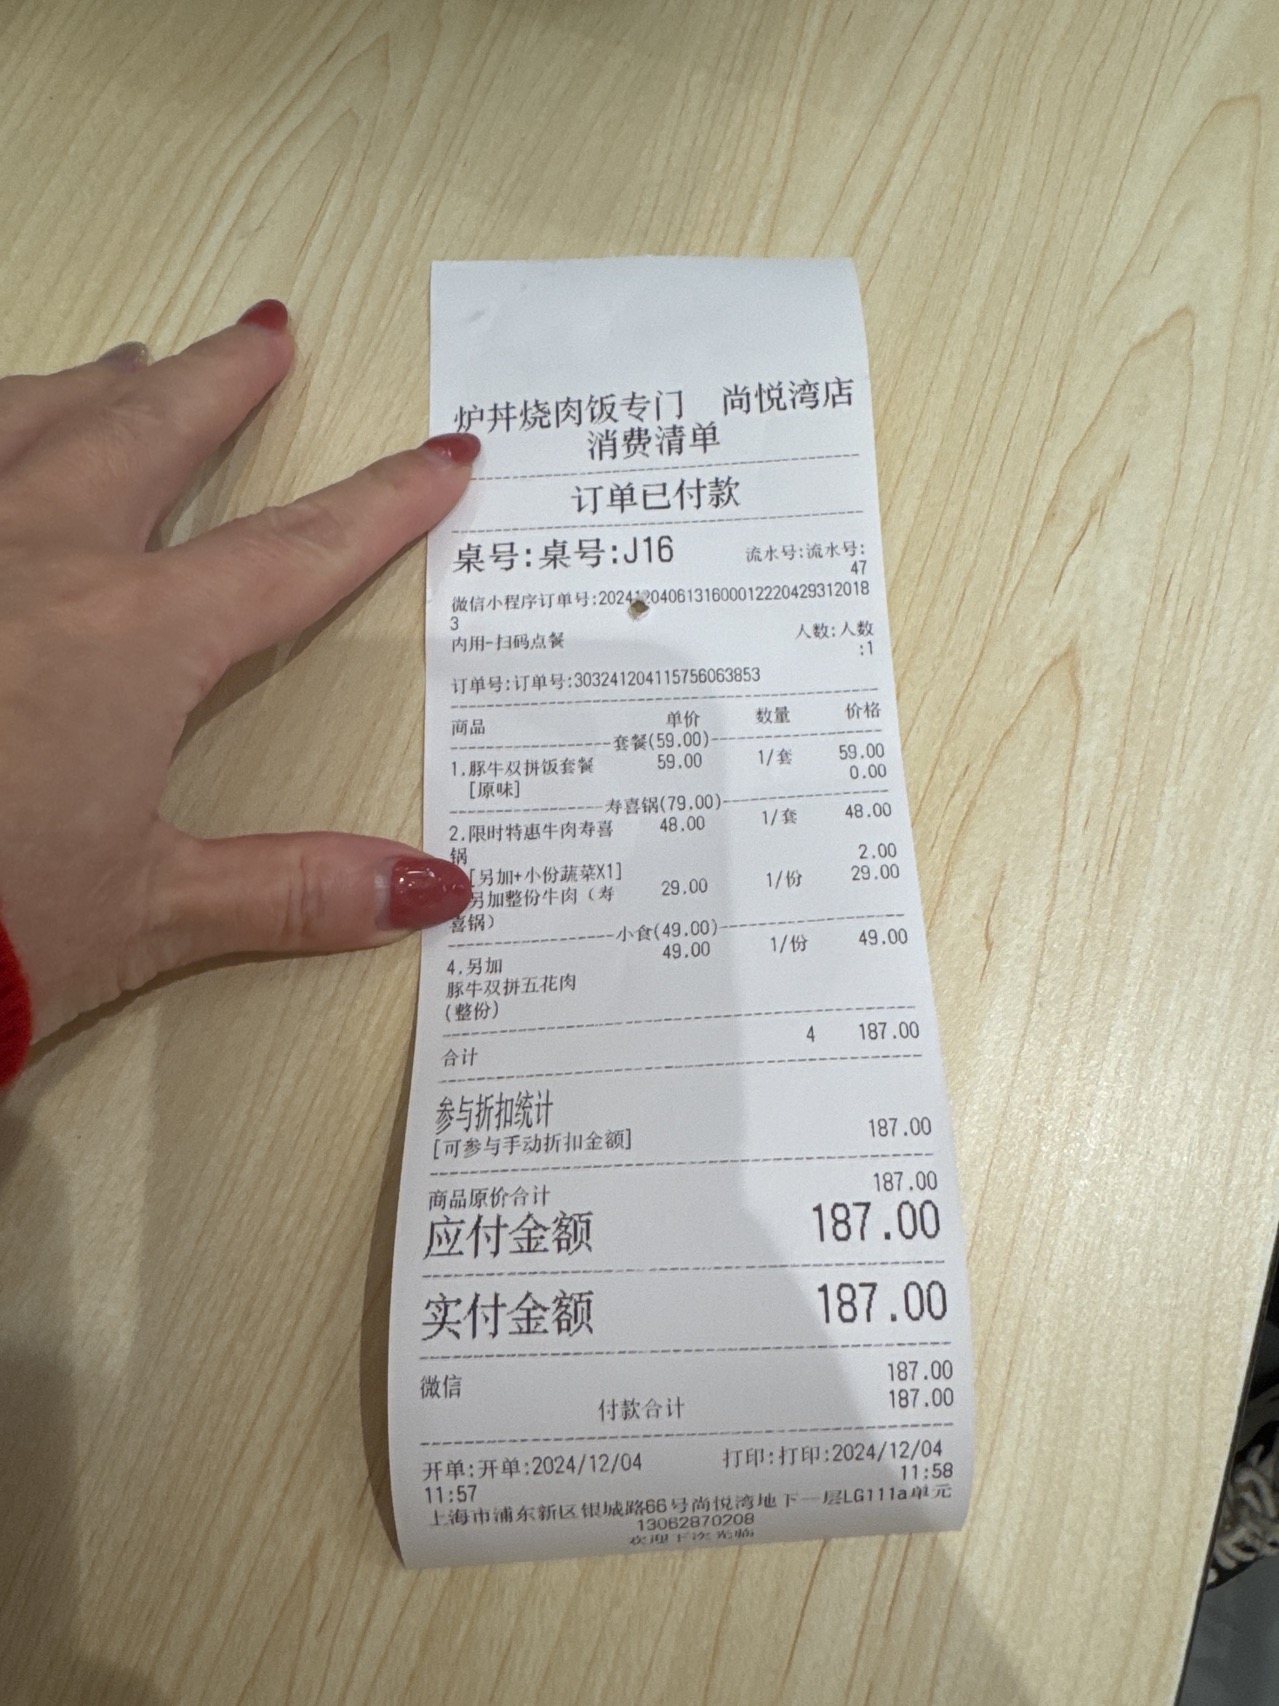 炉丼烧肉饭专门 尚悦湾店
消费清单
订单已付款
桌号:桌号:J16 流水号:流水号:
47
微信小程序订单号:20241204061316000122204293​12018
3
内用-扫码点餐 人数:人数
:1
订单号:订单号:303241204115756063853
商品 单价 数量 价格
套餐(59.00)
1.豚牛双拼饭套餐 59.00 1/套 59.00
[原味] 0.00
寿喜锅(79.00)
2.限时特惠牛肉寿喜 48.00 1/套 48.00
锅
[另加+小份蔬菜X1] 2.00
另加整份牛肉（寿 29.00 1/份 29.00
喜锅）
小食(49.00)
4.另加 49.00 1/份 49.00
豚牛双拼五花肉
(整份)
合计 4 187.00
参与折扣统计
[可参与手动折扣金额] 187.00
商品原价合计 187.00
应付金额 187.00
实付金额 187.00
微信 187.00
付款合计 187.00
开单:开单:2024/12/04 打印:打印:2024/12/04
11:57 11:58
上海市浦东新区银城路66号尚悦湾地下一层LG111a单元
13062870208
欢迎下次光临